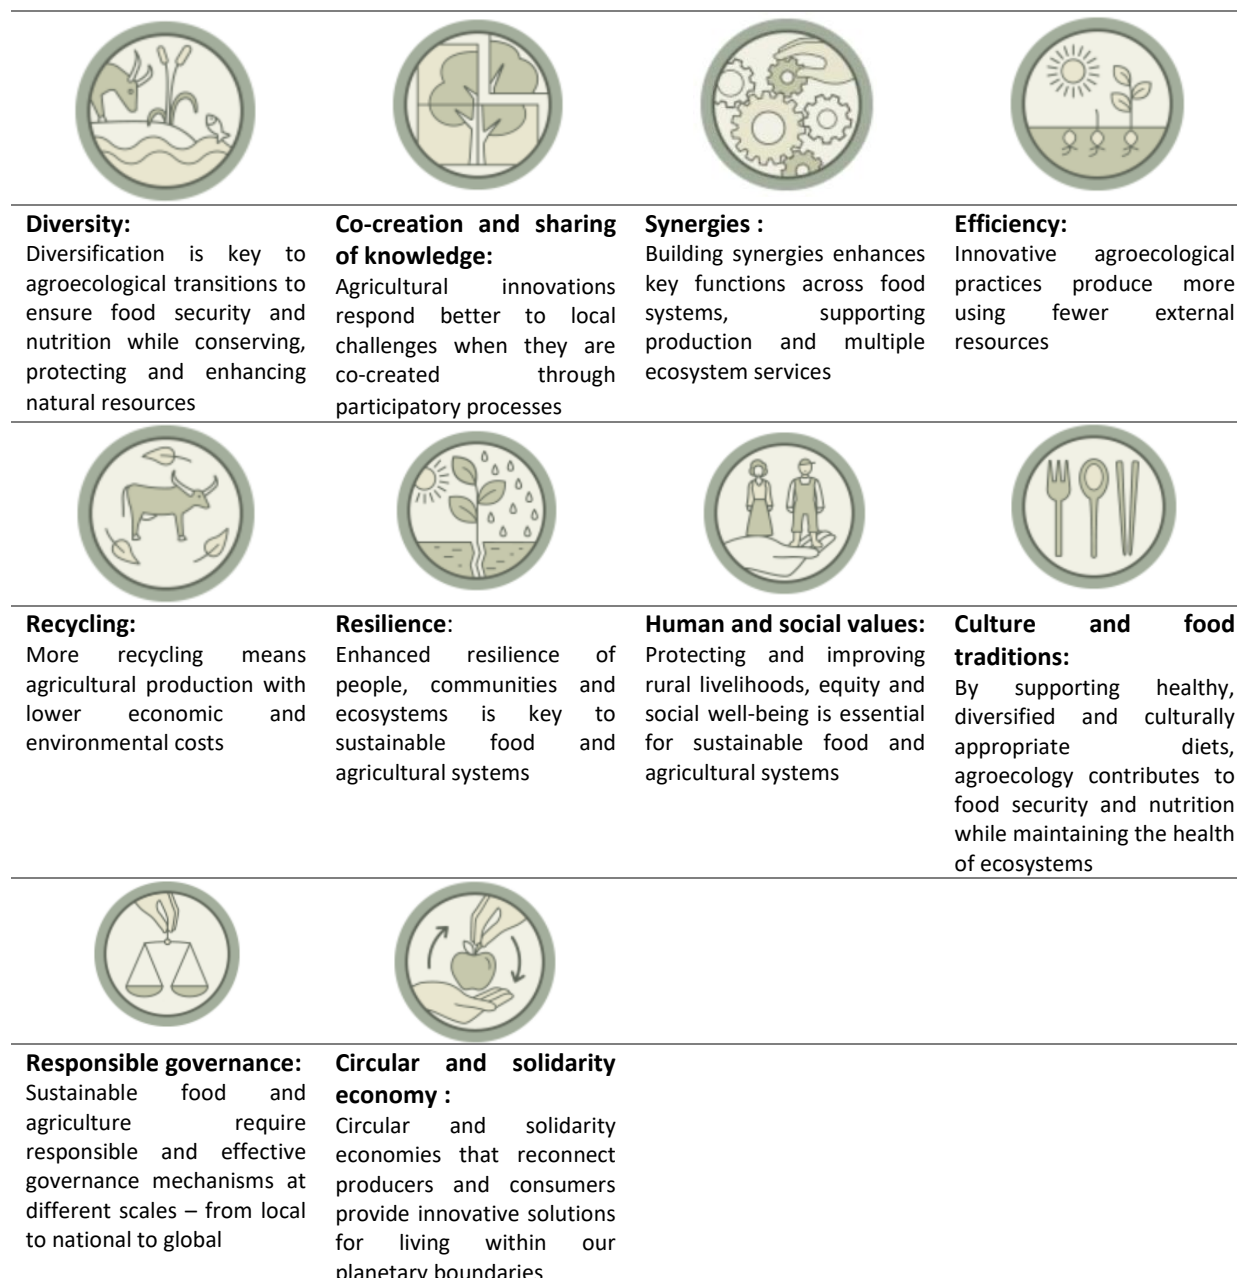 Diversity:
Diversification is key to
agroecological transitions to
ensure food security and
nutrition while conserving,
protecting and enhancing
natural resources
Co-creation and sharing
of knowledge:
Agricultural innovations
respond better to local
challenges when they are
co-created through
participatory processes
Synergies :
Building synergies enhances
key functions across food
systems, supporting
production and multiple
ecosystem services
Efficiency:
Innovative agroecological
practices produce more
using fewer external
resources
Recycling:
More recycling means
agricultural production with
lower economic and
environmental costs
Resilience:
Enhanced resilience of
people, communities and
ecosystems is key to
sustainable food and
agricultural systems
Human and social values:
Protecting and improving
rural livelihoods, equity and
social well-being is essential
for sustainable food and
agricultural systems
Culture and food
traditions:
By supporting healthy,
diversified and culturally
appropriate diets,
agroecology contributes to
food security and nutrition
while maintaining the health
of ecosystems
Responsible governance:
Sustainable food and
agriculture require
responsible and effective
governance mechanisms at
different scales – from local
to national to global
Circular and solidarity
economy :
Circular and solidarity
economies that reconnect
producers and consumers
provide innovative solutions
for living within our
planetary boundaries